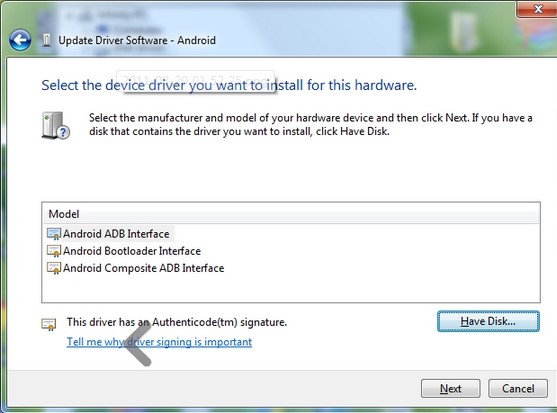 Update Driver Software - Android
Select the device driver you want to install for this hardware.
Select the manufacturer and model of your hardware device and then click Next. If you have a
disk that contains the driver you want to install, click Have Disk.
Model
Android ADB Interface
Android Bootloader Interface
Android Composite ADB Interface
This driver has an Authenticode(tm) signature.
Have Disk...
Tell me why driver signing is important
Next
Cancel